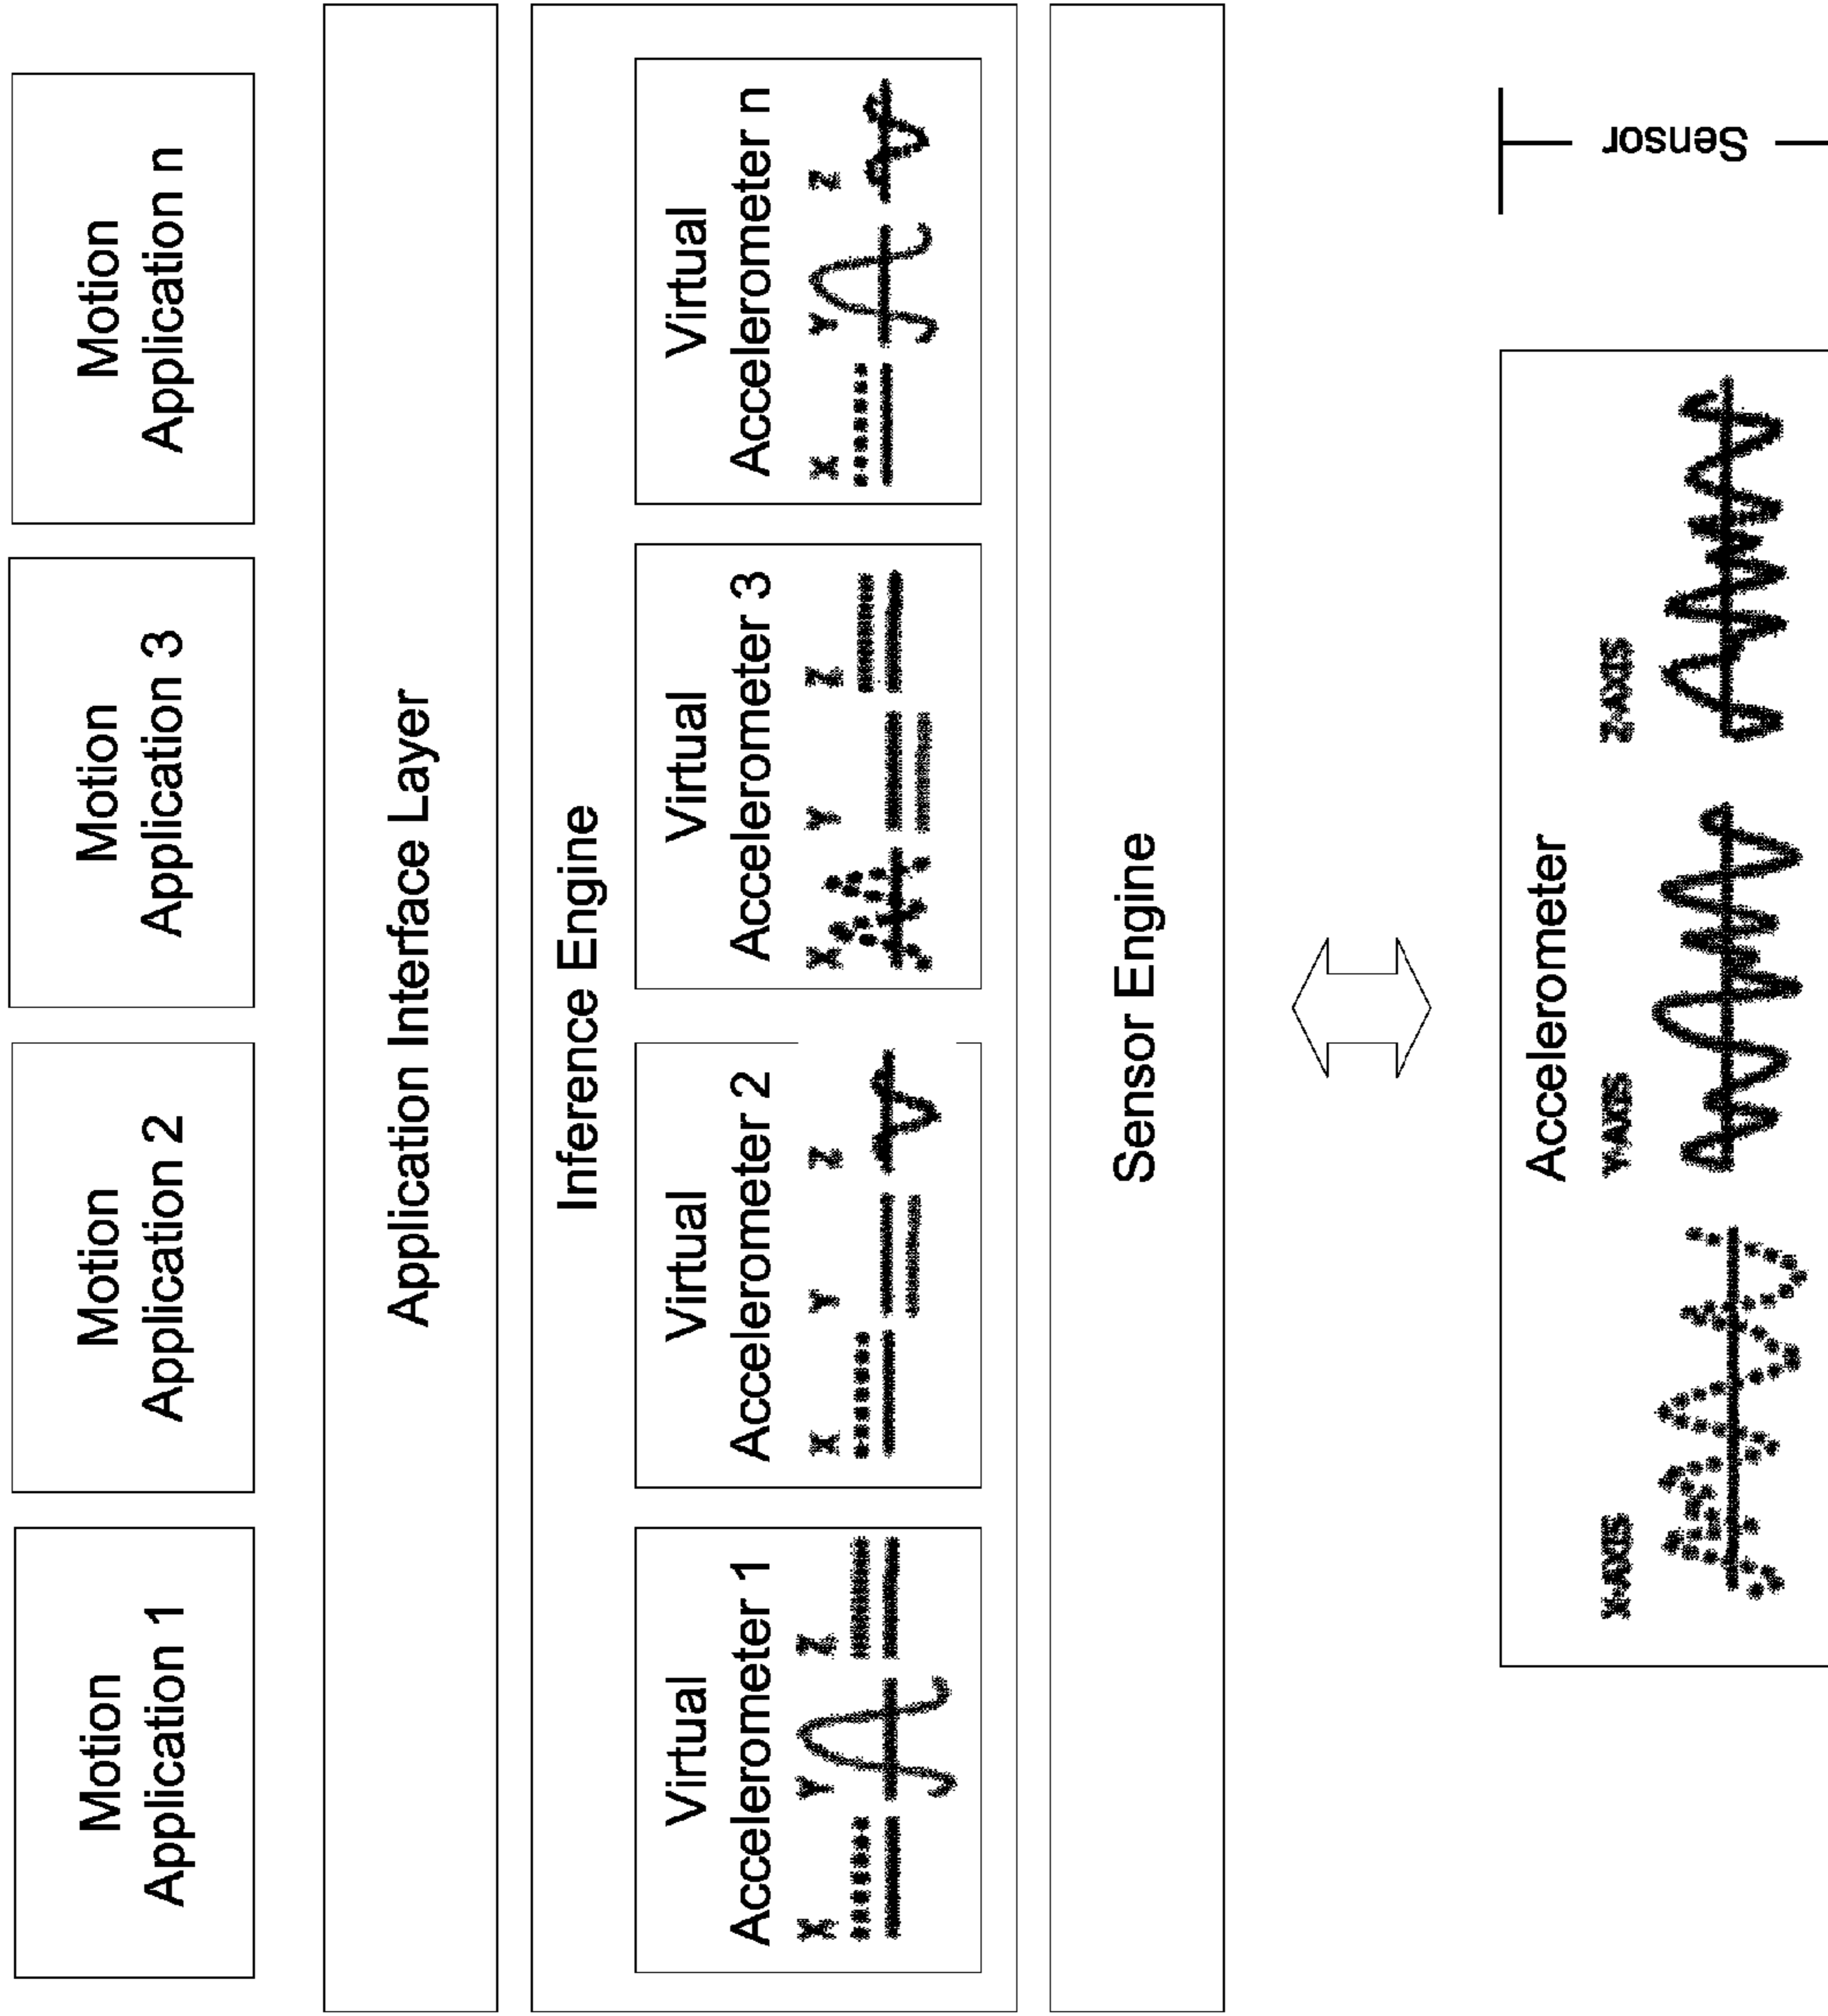 Motion
Application 1
Motion
Application 2
Motion
Application 3
Motion
Application n
Application Interface Layer
Inference Engine
Virtual
Accelerometer 1
X Y Z
Virtual
Accelerometer 2
X Y Z
Virtual
Accelerometer 3
X Y Z
Virtual
Accelerometer n
X Y Z
Sensor Engine
Accelerometer
X-AXIS Y-AXIS Z-AXIS
Sensor